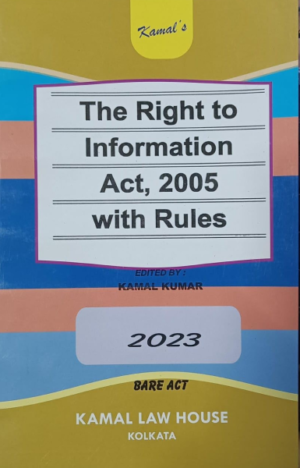 Kamal's
The Right to
Information
Act, 2005
with Rules
EDITED BY :
KAMAL KUMAR
2023
BARE ACT
KAMAL LAW HOUSE
KOLKATA